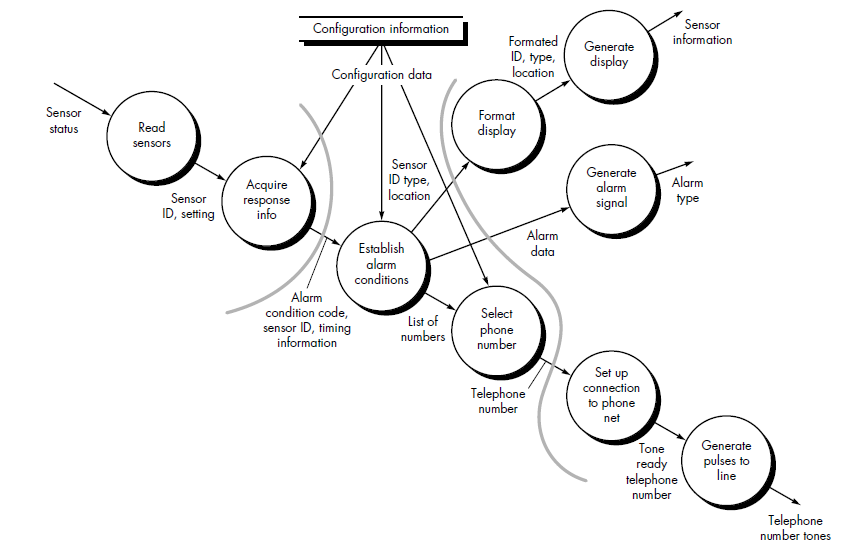 Configuration information
Configuration data
Sensor
status
Read
sensors
Sensor
ID, setting
Acquire
response
info
Alarm
condition code,
sensor ID, timing
information
Establish
alarm
conditions
Sensor
ID type,
location
Format
display
Formated
ID, type,
location
Generate
display
Sensor
information
Generate
alarm
signal
Alarm
type
Alarm
data
List of
numbers
Select
phone
number
Telephone
number
Set up
connection
to phone
net
Tone
ready
telephone
number
Generate
pulses to
line
Telephone
number tones